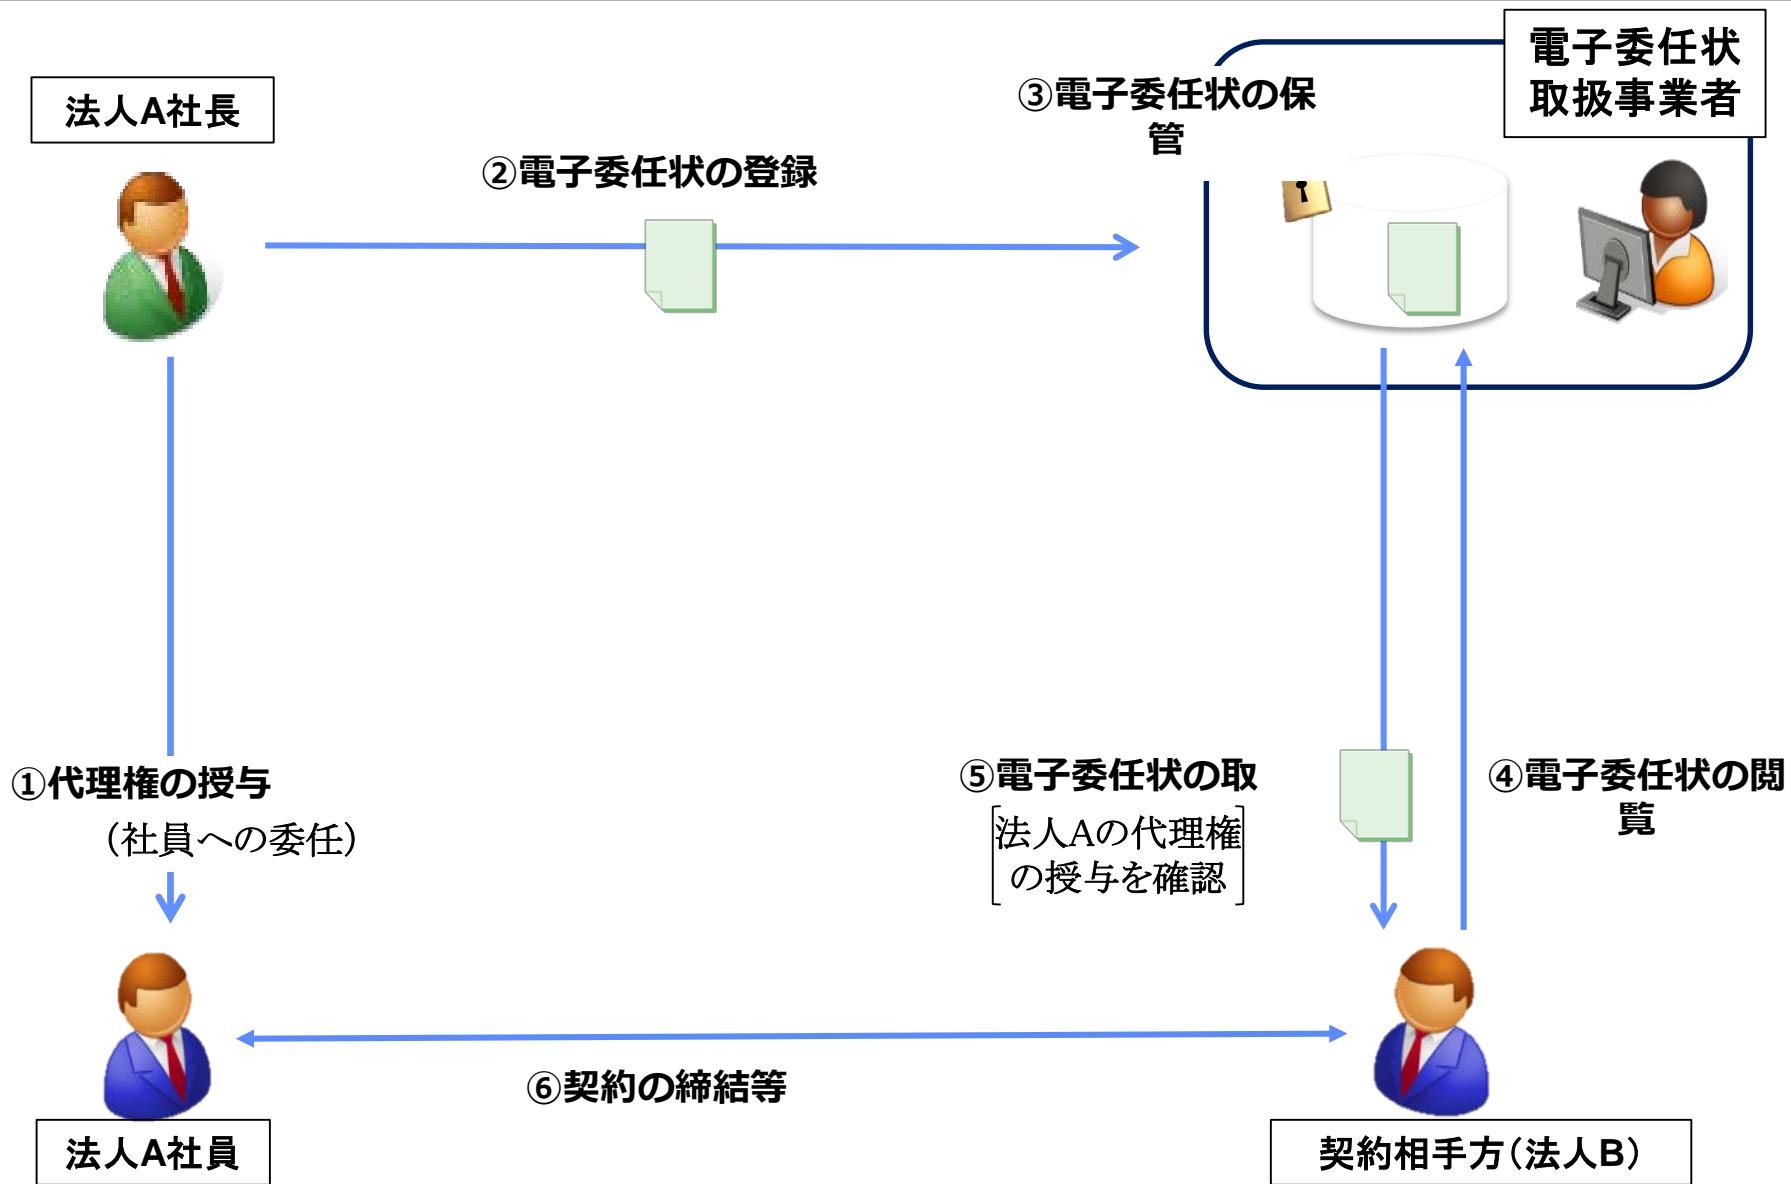 法人A社長
②電子委任状の登録
③電子委任状の保
管
電子委任状
取扱事業者
①代理権の授与
（社員への委任）
⑤電子委任状の取
法人Aの代理権
の授与を確認
④電子委任状の閲
覧
⑥契約の締結等
法人A社員
契約相手方（法人B）